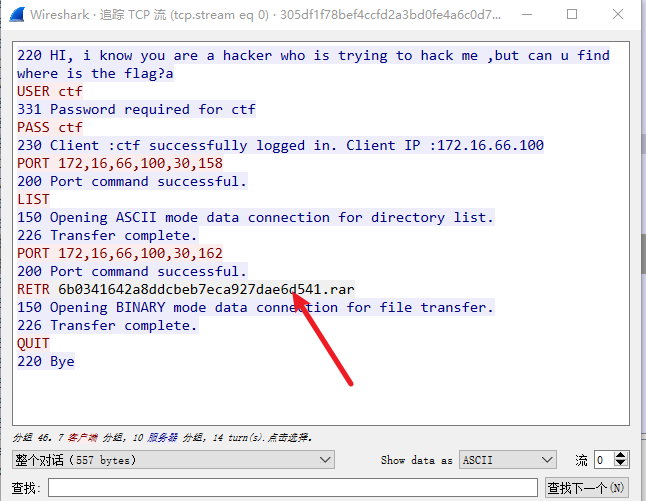 Wireshark · 追踪 TCP 流 (tcp.stream eq 0) · 305df1f78bef4ccfd2a3bd0fe4a6c0d7...
220 HI, i know you are a hacker who is trying to hack me ,but can u find
where is the flag?a
USER ctf
331 Password required for ctf
PASS ctf
230 Client :ctf successfully logged in. Client IP :172.16.66.100
PORT 172,16,66,100,30,158
200 Port command successful.
LIST
150 Opening ASCII mode data connection for directory list.
226 Transfer complete.
PORT 172,16,66,100,30,162
200 Port command successful.
RETR 6b0341642a8ddcbeb7eca927dae6d541.rar
150 Opening BINARY mode data connection for file transfer.
226 Transfer complete.
QUIT
220 Bye
分组 46。7 客户端 分组, 10 服务器 分组, 14 turn(s).点击选择。
整个对话 (557 bytes)
Show data as ASCII
流 0
查找:
查找下一个(N)